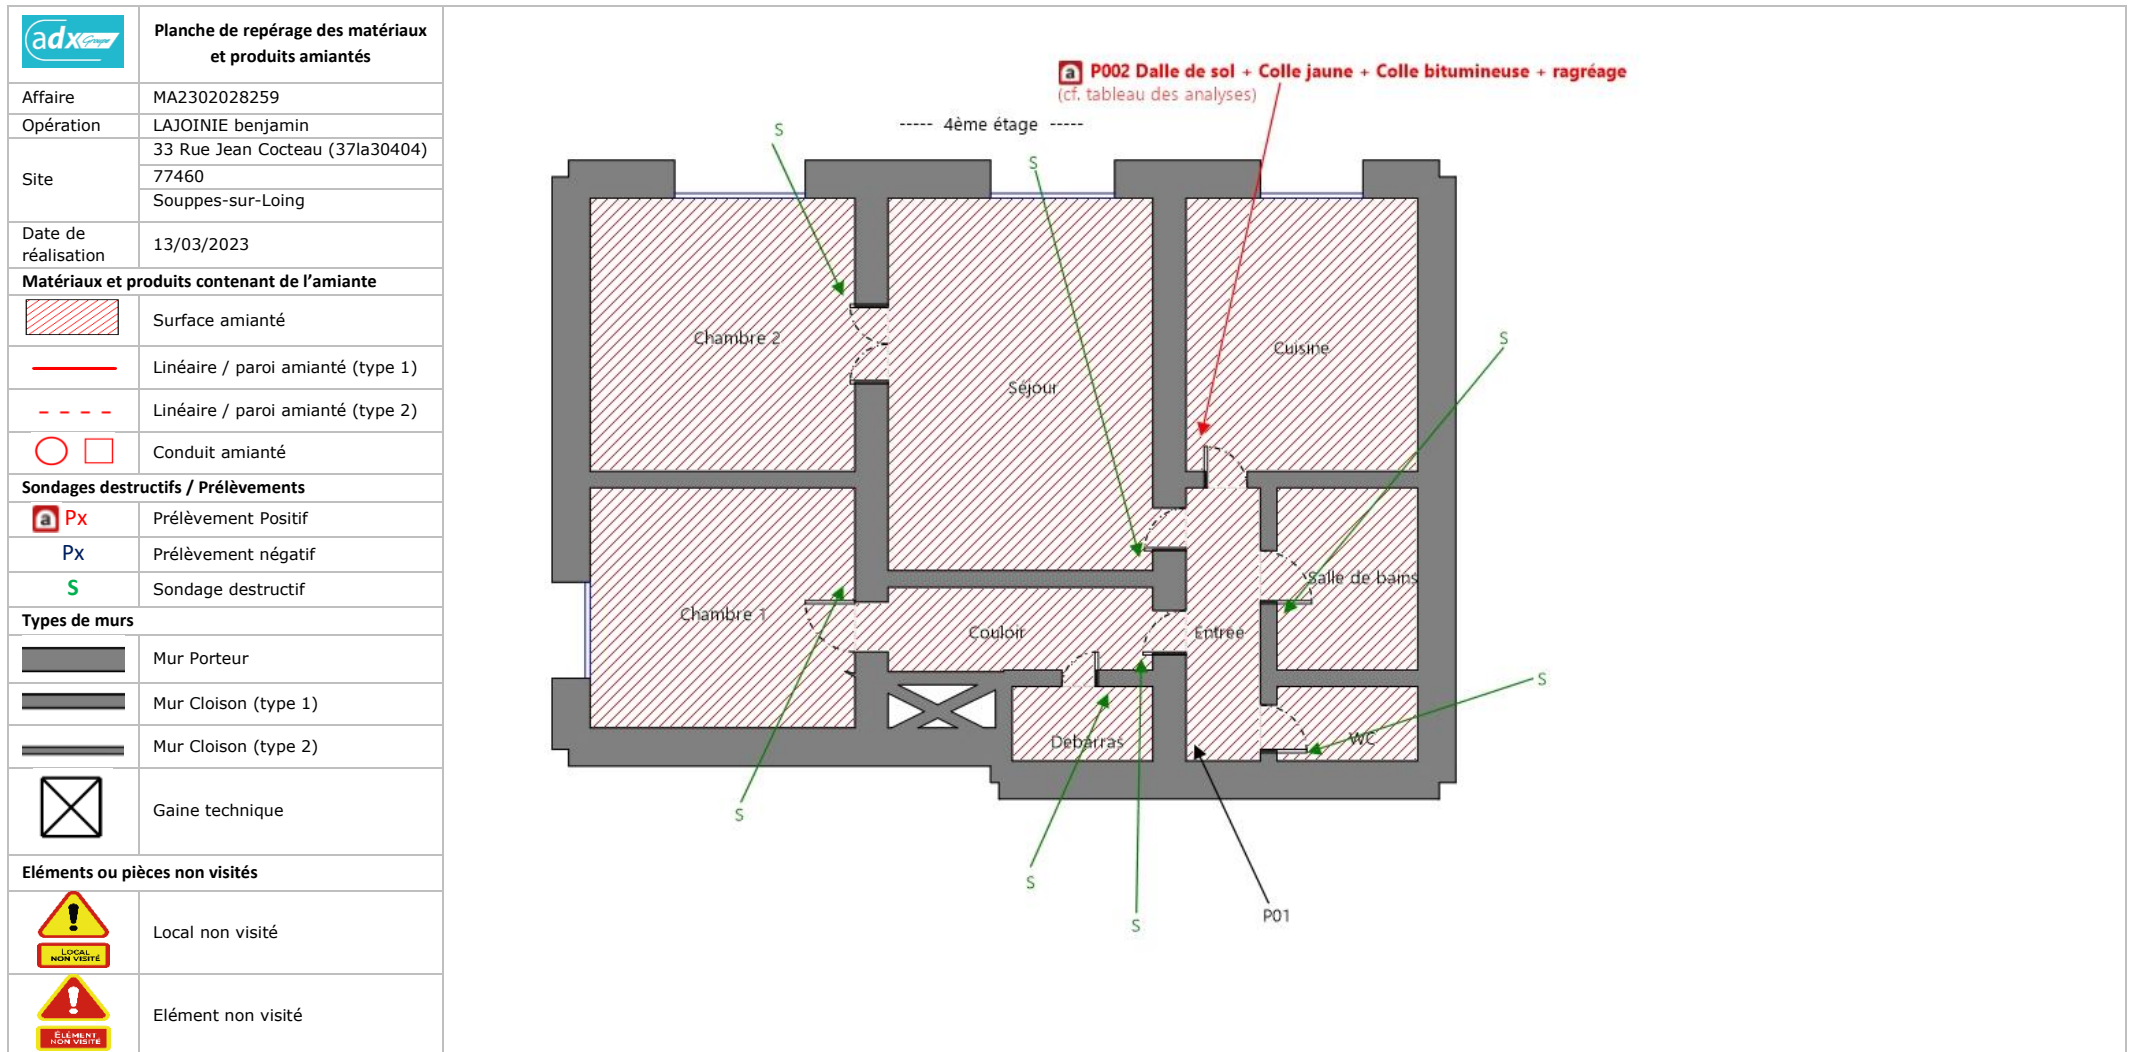 adx Groupe
Planche de repérage des matériaux
et produits amiantés
Affaire
MA2302028259
Opération
LAJOINIE benjamin
Site
33 Rue Jean Cocteau (37la30404)
77460
Souppes-sur-Loing
Date de
réalisation
13/03/2023
Matériaux et produits contenant de l’amiante
Surface amianté
Linéaire / paroi amianté (type 1)
Linéaire / paroi amianté (type 2)
Conduit amianté
Sondages destructifs / Prélèvements
a Px
Prélèvement Positif
Px
Prélèvement négatif
S
Sondage destructif
Types de murs
Mur Porteur
Mur Cloison (type 1)
Mur Cloison (type 2)
Gaine technique
Eléments ou pièces non visités
LOCAL
NON VISITÉ
Local non visité
ELÉMENT
NON VISITÉ
Elément non visité
a P002 Dalle de sol + Colle jaune + Colle bitumineuse + ragréage
(cf. tableau des analyses)
----- 4ème étage -----
S
S
S
Chambre 2
Séjour
Cuisine
Chambre 1
Couloir
Entrée
Salle de bains
Debarras
WC
S
S
S
S
P01